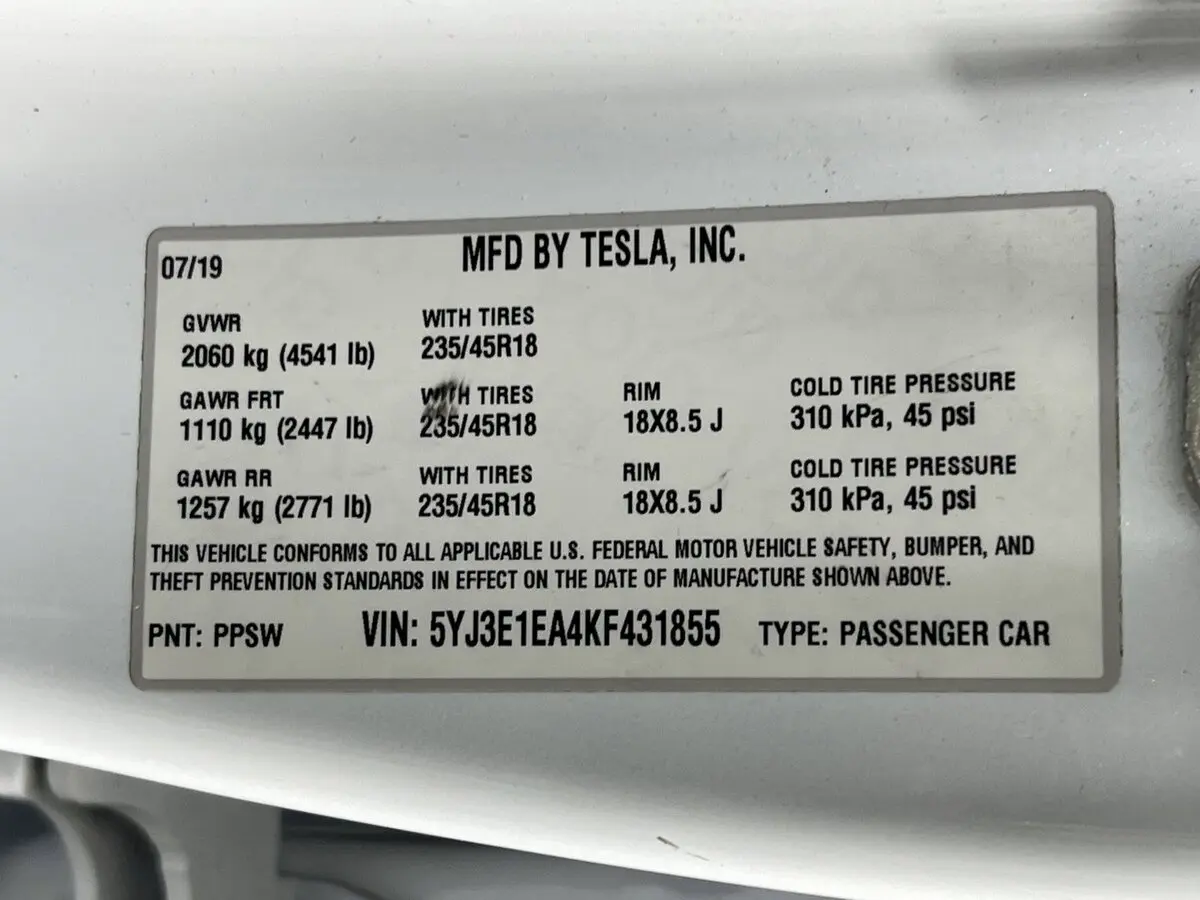 07/19 MFD BY TESLA, INC.
GVWR WITH TIRES
2060 kg (4541 lb) 235/45R18
GAWR FRT WITH TIRES RIM COLD TIRE PRESSURE
1110 kg (2447 lb) 235/45R18 18X8.5 J 310 kPa, 45 psi
GAWR RR WITH TIRES RIM COLD TIRE PRESSURE
1257 kg (2771 lb) 235/45R18 18X8.5 J 310 kPa, 45 psi
THIS VEHICLE CONFORMS TO ALL APPLICABLE U.S. FEDERAL MOTOR VEHICLE SAFETY, BUMPER, AND
THEFT PREVENTION STANDARDS IN EFFECT ON THE DATE OF MANUFACTURE SHOWN ABOVE.
PNT: PPSW VIN: 5YJ3E1EA4KF431855 TYPE: PASSENGER CAR